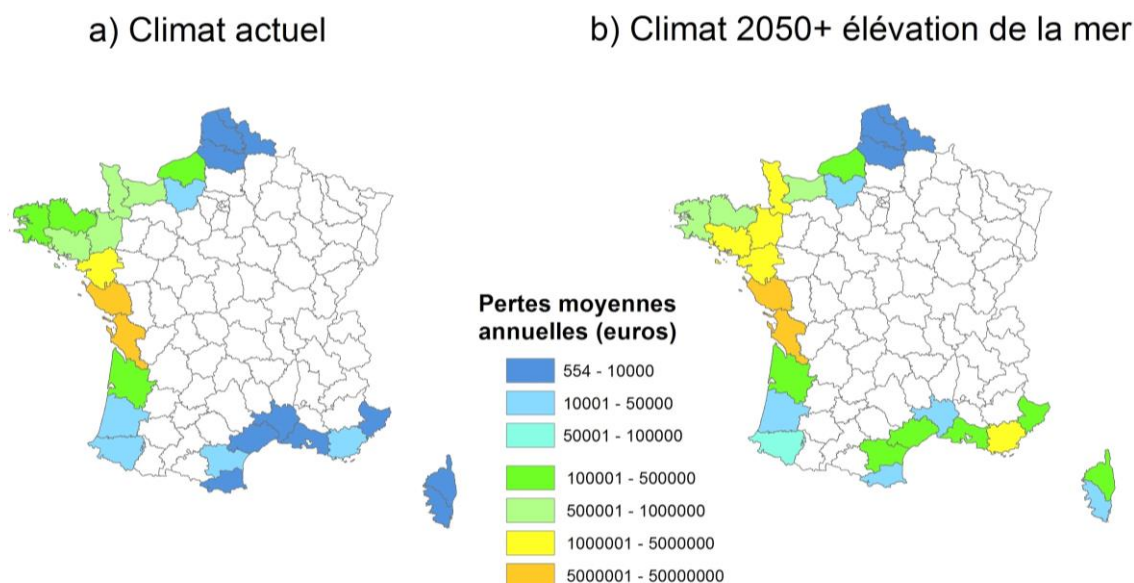 a) Climat actuel
b) Climat 2050+ élévation de la mer
Pertes moyennes
annuelles (euros)
554 - 10000
10001 - 50000
50001 - 100000
100001 - 500000
500001 - 1000000
1000001 - 5000000
5000001 - 50000000